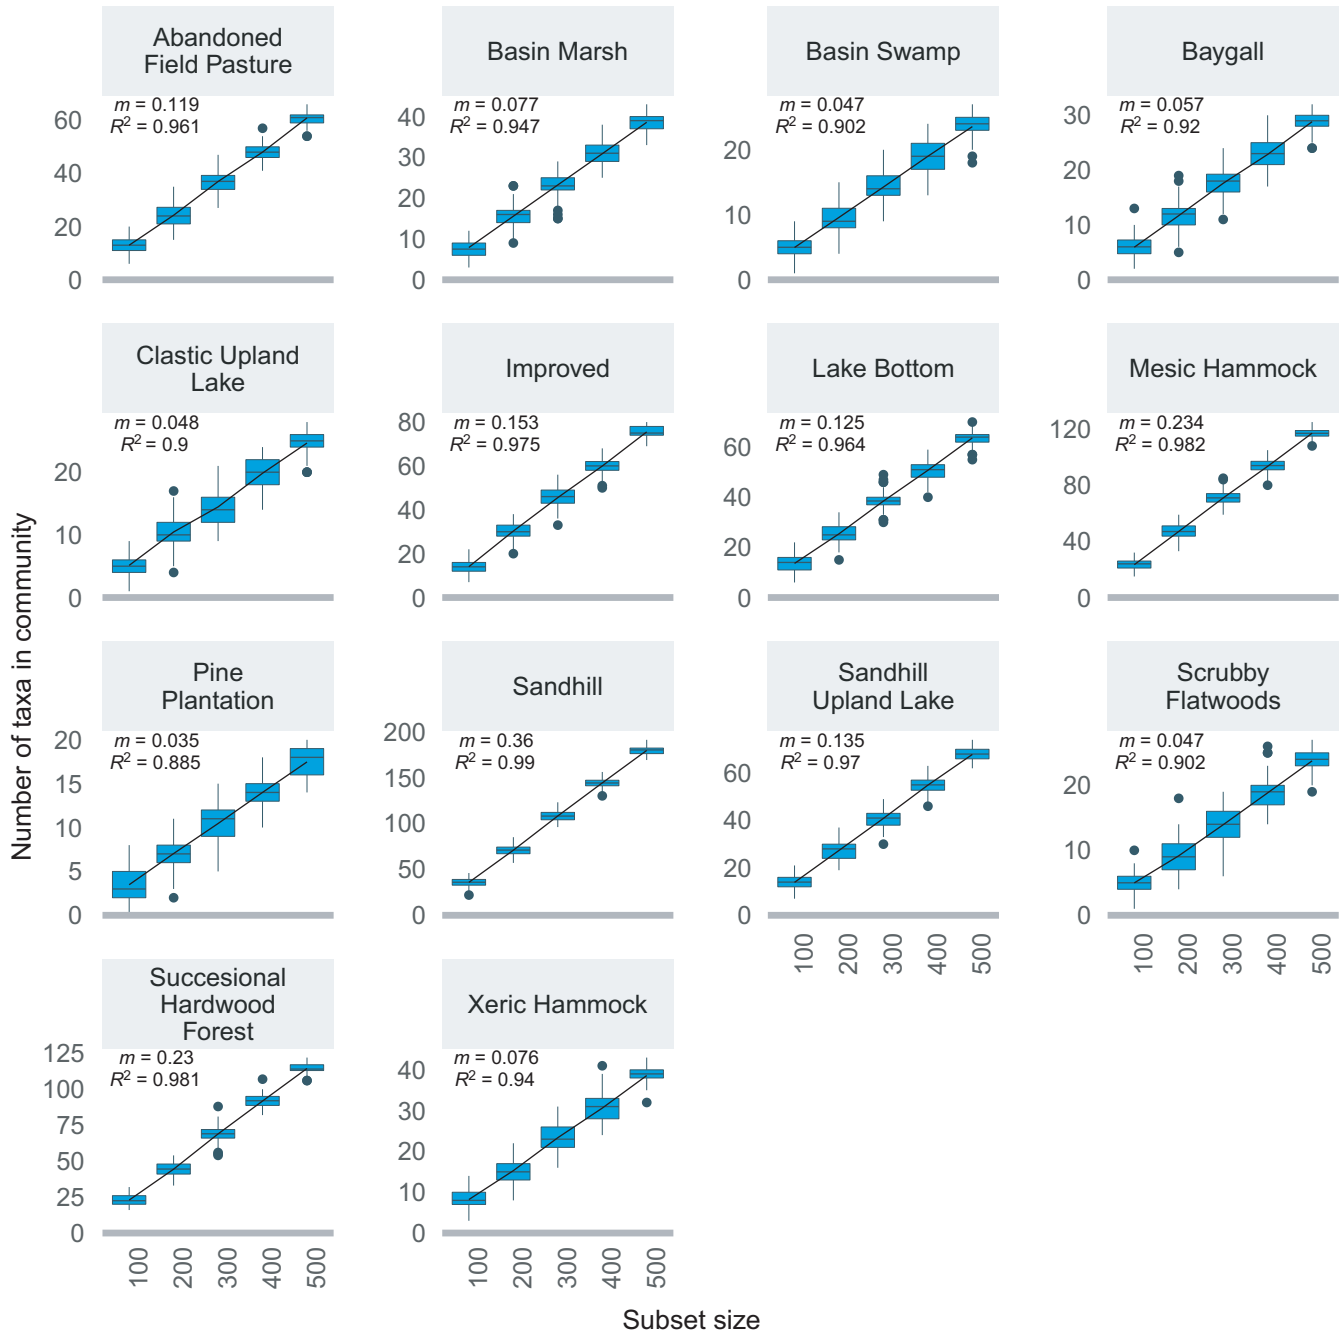 Abandoned
Field Pasture
m = 0.119
R² = 0.961
60
40
20
0
Basin Marsh
m = 0.077
R² = 0.947
40
30
20
10
0
Basin Swamp
m = 0.047
R² = 0.902
20
10
0
Baygall
m = 0.057
R² = 0.92
30
20
10
0
Clastic Upland
Lake
m = 0.048
R² = 0.9
20
10
0
Improved
m = 0.153
R² = 0.975
80
60
40
20
0
Lake Bottom
m = 0.125
R² = 0.964
60
40
20
0
Mesic Hammock
m = 0.234
R² = 0.982
120
80
40
0
Number of taxa in community
Pine
Plantation
m = 0.035
R² = 0.885
20
15
10
5
0
Sandhill
m = 0.36
R² = 0.99
200
150
100
50
0
Sandhill
Upland Lake
m = 0.135
R² = 0.97
60
40
20
0
100
200
300
400
500
Scrubby
Flatwoods
m = 0.047
R² = 0.902
20
10
0
100
200
300
400
500
Succesional
Hardwood
Forest
m = 0.23
R² = 0.981
125
100
75
50
25
0
100
200
300
400
500
Xeric Hammock
m = 0.076
R² = 0.94
40
30
20
10
0
100
200
300
400
500
Subset size